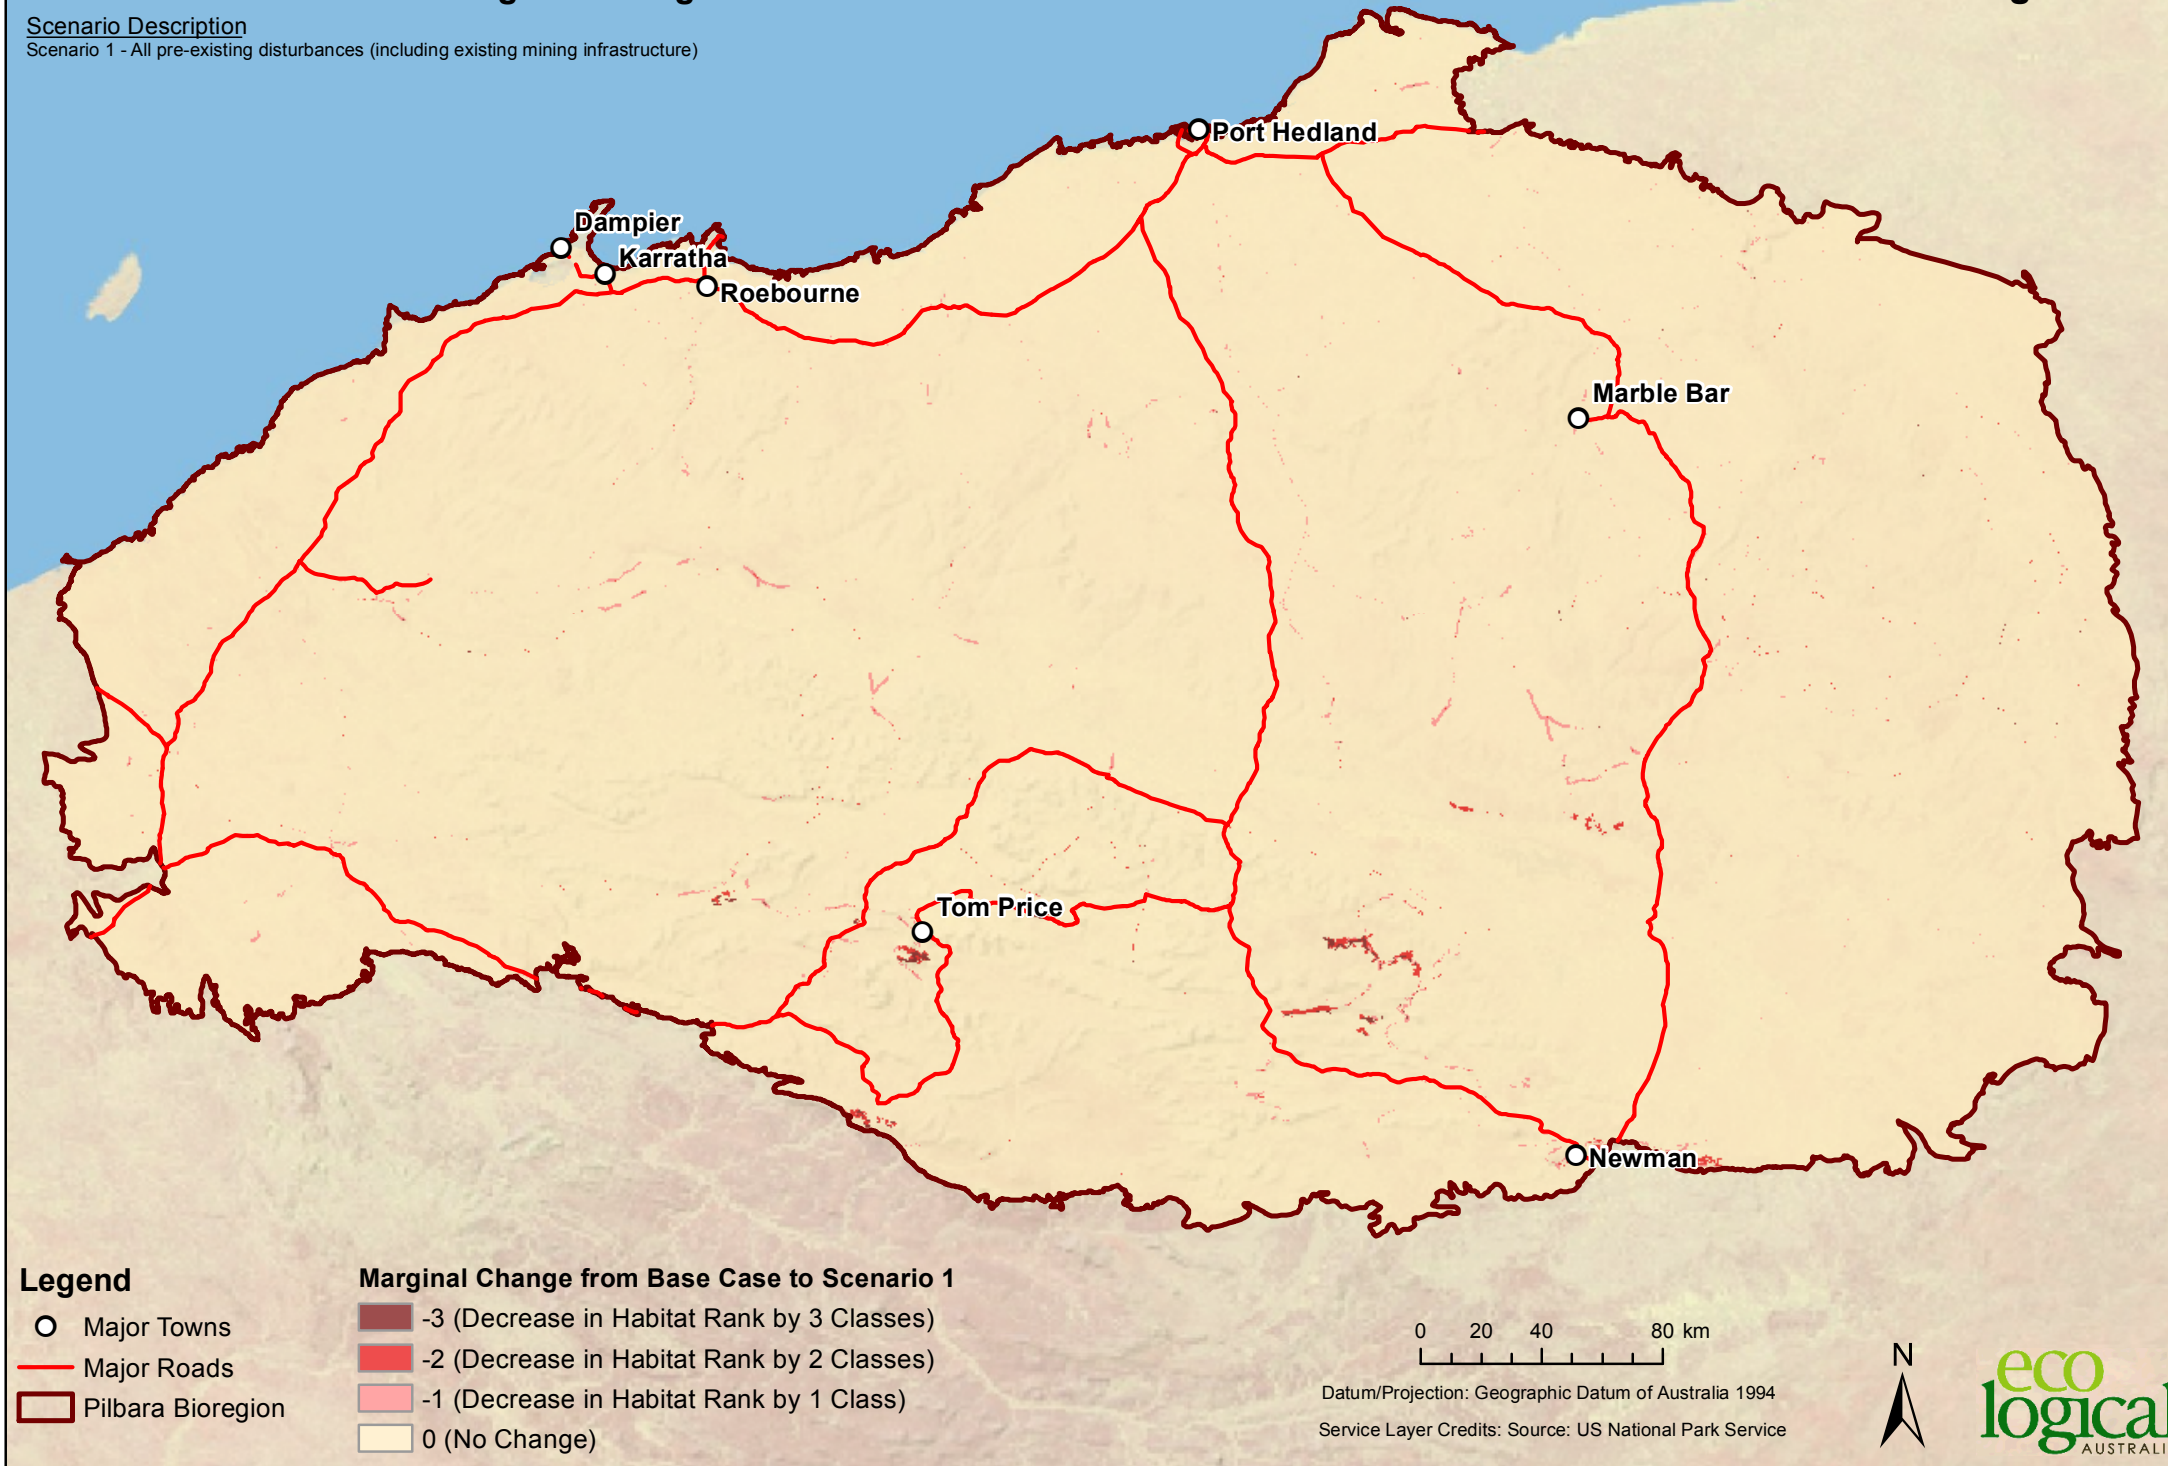 Scenario Description
Scenario 1 - All pre-existing disturbances (including existing mining infrastructure)
Port Hedland
Dampier
Karratha
Roebourne
Marble Bar
Tom Price
Newman
Legend
Major Towns
Major Roads
Pilbara Bioregion
Marginal Change from Base Case to Scenario 1
-3 (Decrease in Habitat Rank by 3 Classes)
-2 (Decrease in Habitat Rank by 2 Classes)
-1 (Decrease in Habitat Rank by 1 Class)
0 (No Change)
0 20 40 80 km
Datum/Projection: Geographic Datum of Australia 1994
Service Layer Credits: Source: US National Park Service
N
eco
logical
AUSTRALI